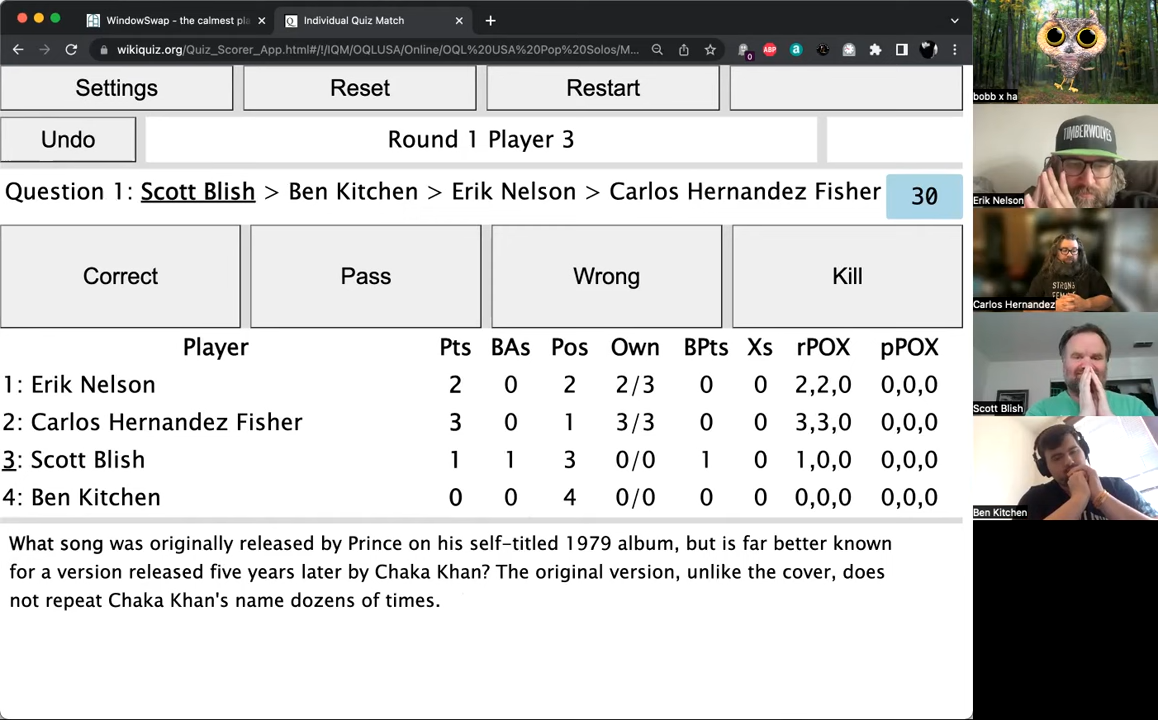 WindowSwap - the calmest pl
Individual Quiz Match
wikiquiz.org/Quiz_Scorer_App.html#/!/IQM/OQLUSA/Online/OQL%20USA%20Pop%20Solos/M...
0
ABP
a
Settings
Reset
Restart
Undo
Round 1 Player 3
Question 1: Scott Blish > Ben Kitchen > Erik Nelson > Carlos Hernandez Fisher
30
Correct
Pass
Wrong
Kill
Player Pts BAs Pos Own BPts Xs rPOX pPOX
1: Erik Nelson 2 0 2 2/3 0 0 2,2,0 0,0,0
2: Carlos Hernandez Fisher 3 0 1 3/3 0 0 3,3,0 0,0,0
3: Scott Blish 1 1 3 0/0 1 0 1,0,0 0,0,0
4: Ben Kitchen 0 0 4 0/0 0 0 0,0,0 0,0,0
What song was originally released by Prince on his self-titled 1979 album, but is far better known
for a version released five years later by Chaka Khan? The original version, unlike the cover, does
not repeat Chaka Khan's name dozens of times.
bobb x ha
TIMBERWOLVES
Erik Nelson
STRONG
Carlos Hernandez
Scott Blish
Ben Kitchen